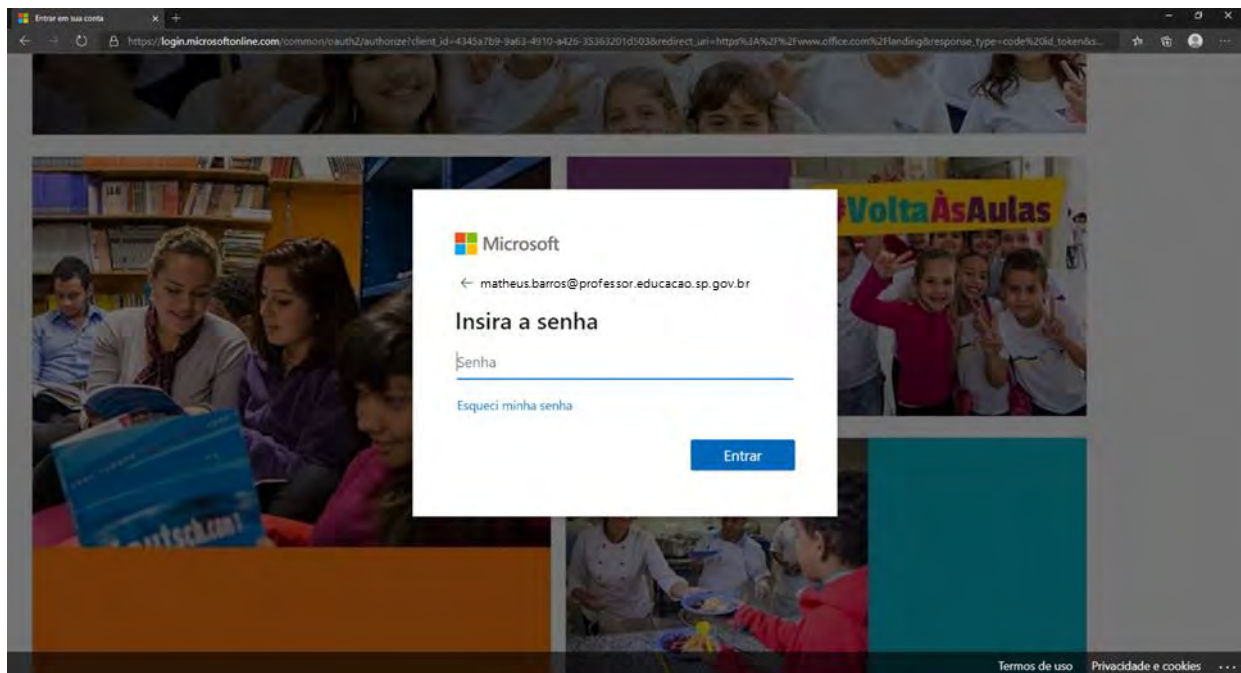 Entrar em sua conta
https://login.microsoftonline.com/common/oauth2/authorize?client_id=4345a7b9-9a63-4910-a426-35363201d503&redirect_uri=https%3A%2F%2Fwww.office.com%2Flanding&response_type=code%20id_token&s...
#VoltaÀsAulas
Microsoft
← matheus.barros@professor.educacao.sp.gov.br
Insira a senha
Senha
Esqueci minha senha
Entrar
Termos de uso Privacidade e cookies ...